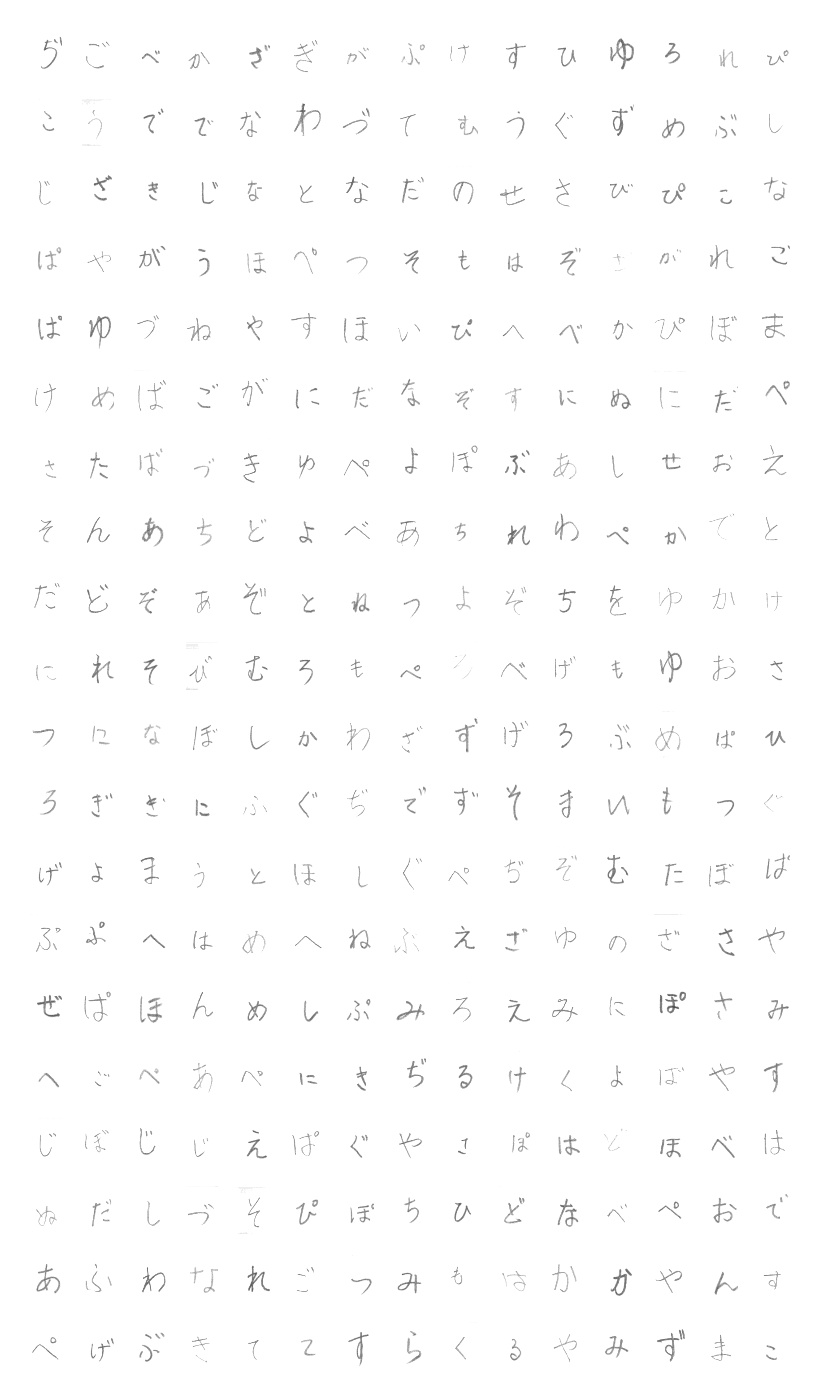 ぢごべかざぎがぷけすひゆろれぴ
こうででなわづてむうぐずめぶし
じざきじなとなだのせさびぴこな
ぱやがうほぺつそもはぞさがれご
ぱゆづねやすほいぴへべかぴぼま
けめばごがにだなぞすにぬにだぺ
さたばづきゆぺよぽぶあしせおえ
そんあちどよべあちれわぺかでと
だどぞあぞとねつよぞちをゆかけ
にれそびむろもぺろべげもゆおさ
つになぼしかわざずげろぶめぱひ
ろぎぎにふぐぢでずそまいもつぐ
げよまうとほしぐぺぢぞむたぼば
ぷぷへはめへねぶえざゆのざさや
ぜぱほんめしぷみろえみにぽさみ
へごぺあぺにきぢるけくよばやす
じぼじじえぱぐやさぽはどほべは
ぬだしづそぴぽちひどなべぺおで
あふわなれごつみもはかかやんす
ぺげぶきててすらくるやみずまこ